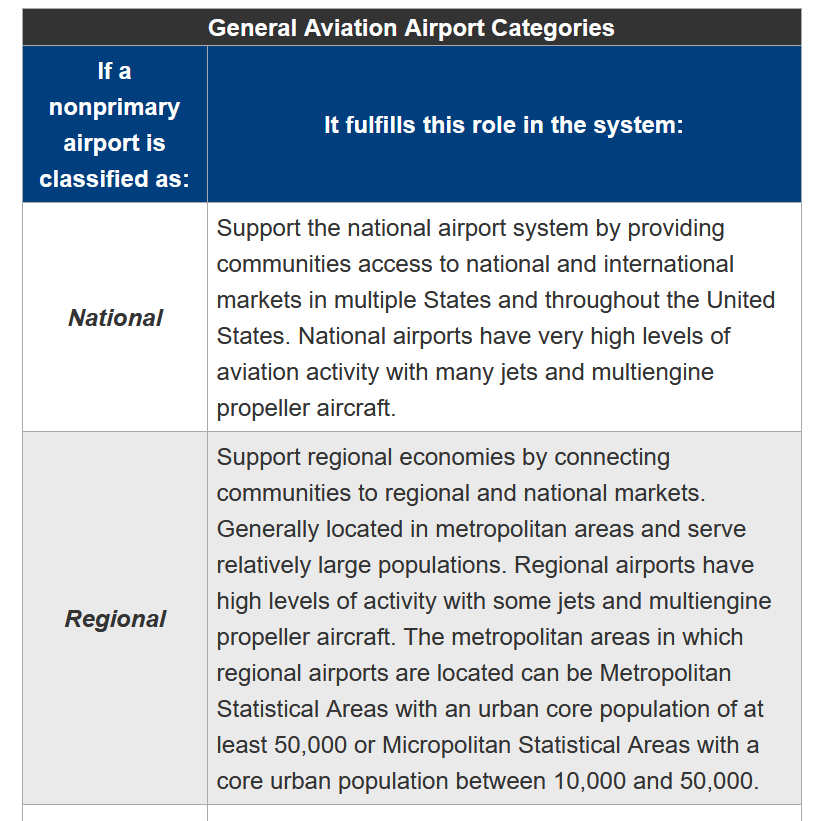 General Aviation Airport Categories
If a
nonprimary
airport is
classified as:
It fulfills this role in the system:
National
Support the national airport system by providing
communities access to national and international
markets in multiple States and throughout the United
States. National airports have very high levels of
aviation activity with many jets and multiengine
propeller aircraft.
Regional
Support regional economies by connecting
communities to regional and national markets.
Generally located in metropolitan areas and serve
relatively large populations. Regional airports have
high levels of activity with some jets and multiengine
propeller aircraft. The metropolitan areas in which
regional airports are located can be Metropolitan
Statistical Areas with an urban core population of at
least 50,000 or Micropolitan Statistical Areas with a
core urban population between 10,000 and 50,000.